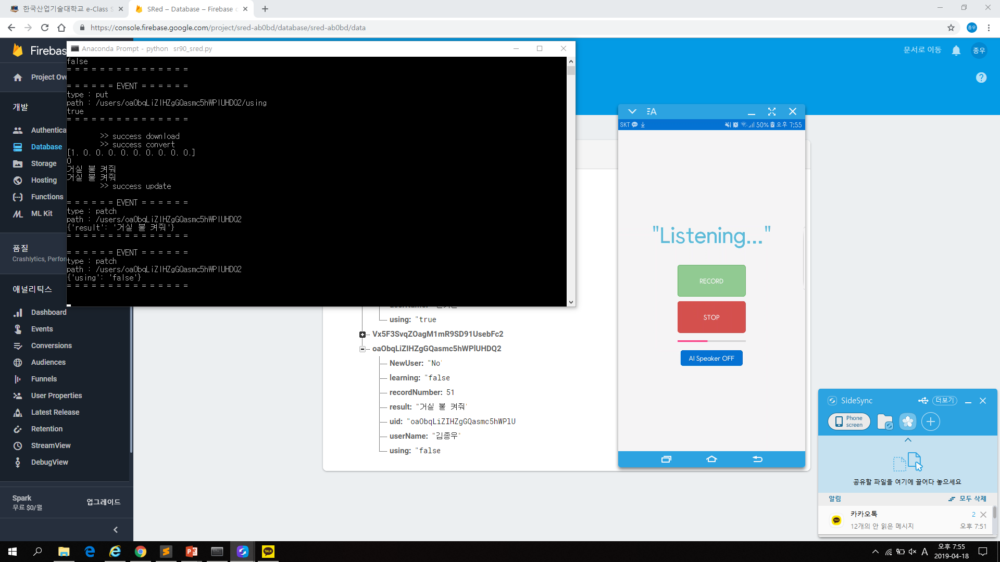 한국산업기술대학교 e-Class S
SRed – Database – Firebase c
https://console.firebase.google.com/project/sred-ab0bd/database/sred-ab0bd/data
종우
Firebas
Anaconda Prompt - python  sr90_sred.py
문서로 이동
종우
Project Ove
개발
Authentica
Database
Storage
Hosting
Functions
ML Kit
품질
Crashlytics, Perfor
애널리틱스
Dashboard
Events
Conversions
Audiences
Funnels
User Properties
Latest Release
Retention
StreamView
DebugView
Spark
무료 $0/월
업그레이드
false
= = = = = = = = = = = = = = =
= = = = = = EVENT = = = = = =
type : put
path : /users/oaObqLiZIHZgGQasmc5hWPlUHDQ2/using
true
= = = = = = = = = = = = = = =
>> success download
>> success convert
[1. 0. 0. 0. 0. 0. 0. 0. 0. 0.]
0
거실 불 켜줘
거실 불 켜줘
>> success update
= = = = = = EVENT = = = = = =
type : patch
path : /users/oaObqLiZIHZgGQasmc5hWPlUHDQ2
{'result': '거실 불 켜줘'}
= = = = = = = = = = = = = = =
= = = = = = EVENT = = = = = =
type : patch
path : /users/oaObqLiZIHZgGQasmc5hWPlUHDQ2
{'using': 'false'}
= = = = = = = = = = = = = = =
using: "true
Vx5F3SvqZOagM1mR9SD91UsebFc2
oaObqLiZIHZgGQasmc5hWPlUHDQ2
NewUser: "No"
learning: "false
recordNumber: 51
result: "거실 불 켜줘"
uid: "oaObqLiZIHZgGQasmc5hWPlU
userName: "김종우"
using: "false
SKT
50% 오후 7:55
"Listening..."
RECORD
STOP
AI Speaker OFF
SideSync
더보기
Phone
screen
공유할 파일을 여기에 끌어다 놓으세요
알림
모두 삭제
카카오톡
2
12개의 안 읽은 메시지
오후 7:51
TALK
A
오후 7:55
2019-04-18